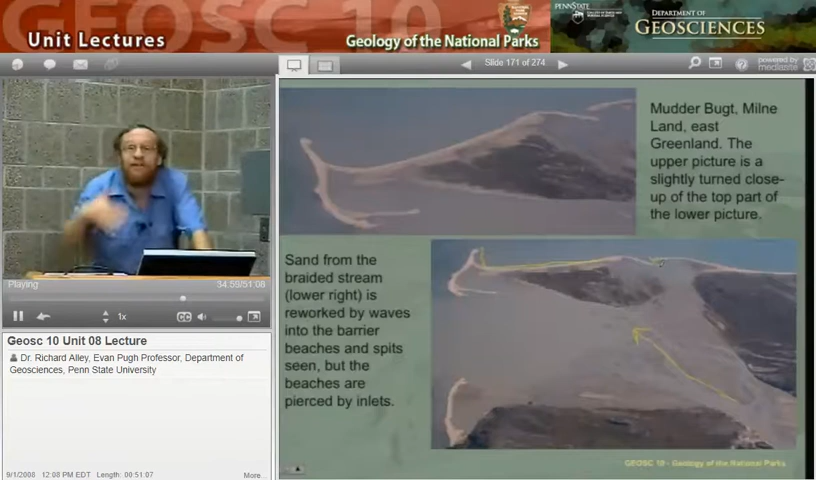 GEOSC 10
Unit Lectures
Geology of the National Parks
PENNSTATE
DEPARTMENT OF
GEOSCIENCES
Slide 171 of 274
powered by
mediasite
Mudder Bugt, Milne
Land, east
Greenland. The
upper picture is a
slightly turned close-
up of the top part of
the lower picture.
Sand from the
braided stream
(lower right) is
reworked by waves
into the barrier
beaches and spits
seen, but the
beaches are
pierced by inlets.
GEOSC 10 - Geology of the National Parks
Playing
34:59/51:08
1x
CC
Geosc 10 Unit 08 Lecture
Dr. Richard Alley, Evan Pugh Professor, Department of
Geosciences, Penn State University
9/1/2008 12:08 PM EDT Length: 00:51:07
More